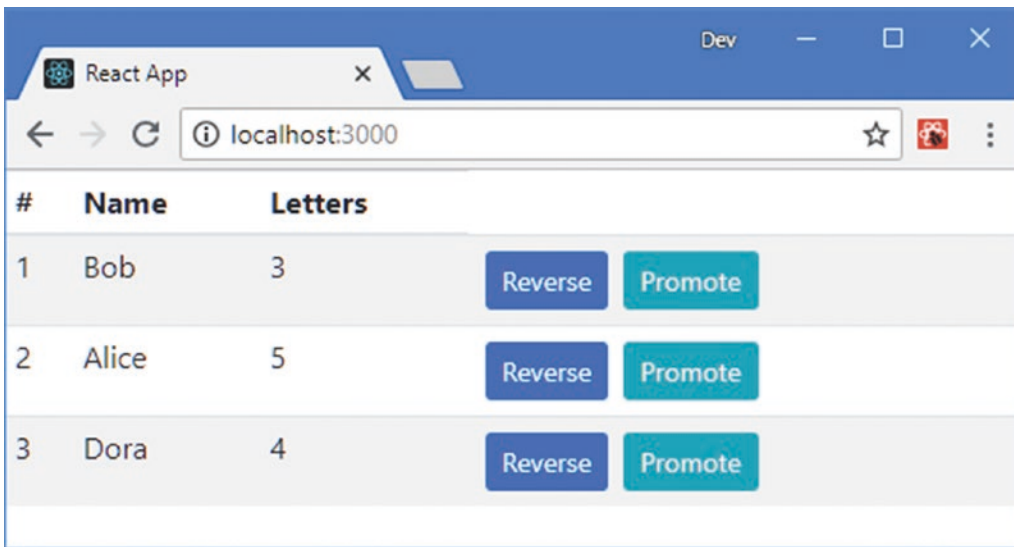 Dev
React App
localhost:3000
# Name Letters
1 Bob 3 Reverse Promote
2 Alice 5 Reverse Promote
3 Dora 4 Reverse Promote